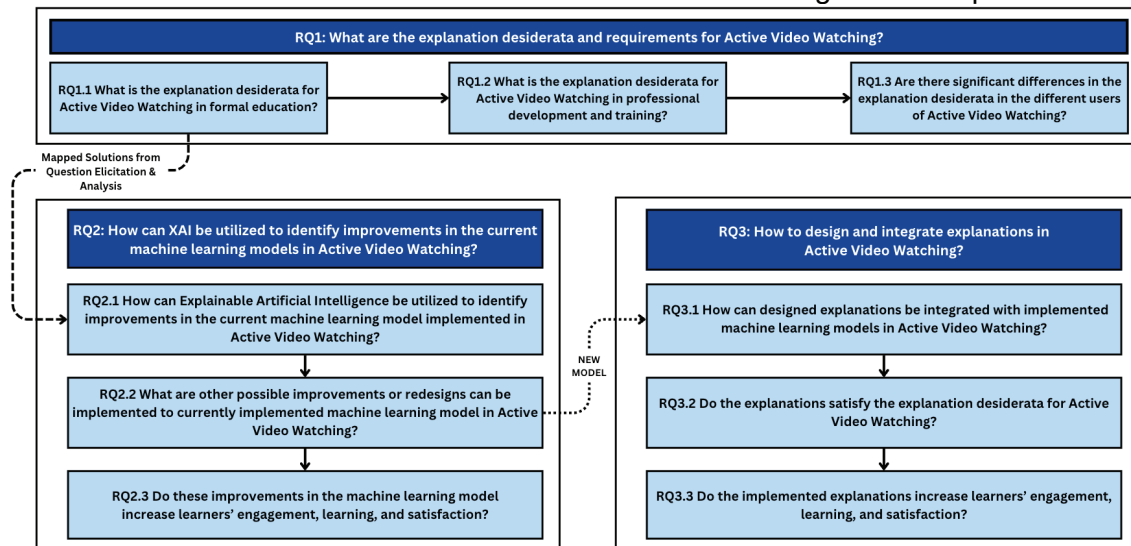 RQ1: What are the explanation desiderata and requirements for Active Video Watching?
RQ1.1 What is the explanation desiderata for
Active Video Watching in formal education?
RQ1.2 What is the explanation desiderata for
Active Video Watching in professional
development and training?
RQ1.3 Are there significant differences in the
explanation desiderata in the different users
of Active Video Watching?
Mapped Solutions from
Question Elicitation &
Analysis
RQ2: How can XAI be utilized to identify improvements in the current
machine learning models in Active Video Watching?
RQ2.1 How can Explainable Artificial Intelligence be utilized to identify
improvements in the current machine learning model implemented in
Active Video Watching?
RQ2.2 What are other possible improvements or redesigns can be
implemented to currently implemented machine learning model in Active
Video Watching?
RQ2.3 Do these improvements in the machine learning model
increase learners’ engagement, learning, and satisfaction?
NEW
MODEL
RQ3: How to design and integrate explanations in
Active Video Watching?
RQ3.1 How can designed explanations be integrated with implemented
machine learning models in Active Video Watching?
RQ3.2 Do the explanations satisfy the explanation desiderata for Active
Video Watching?
RQ3.3 Do the implemented explanations increase learners’ engagement,
learning, and satisfaction?